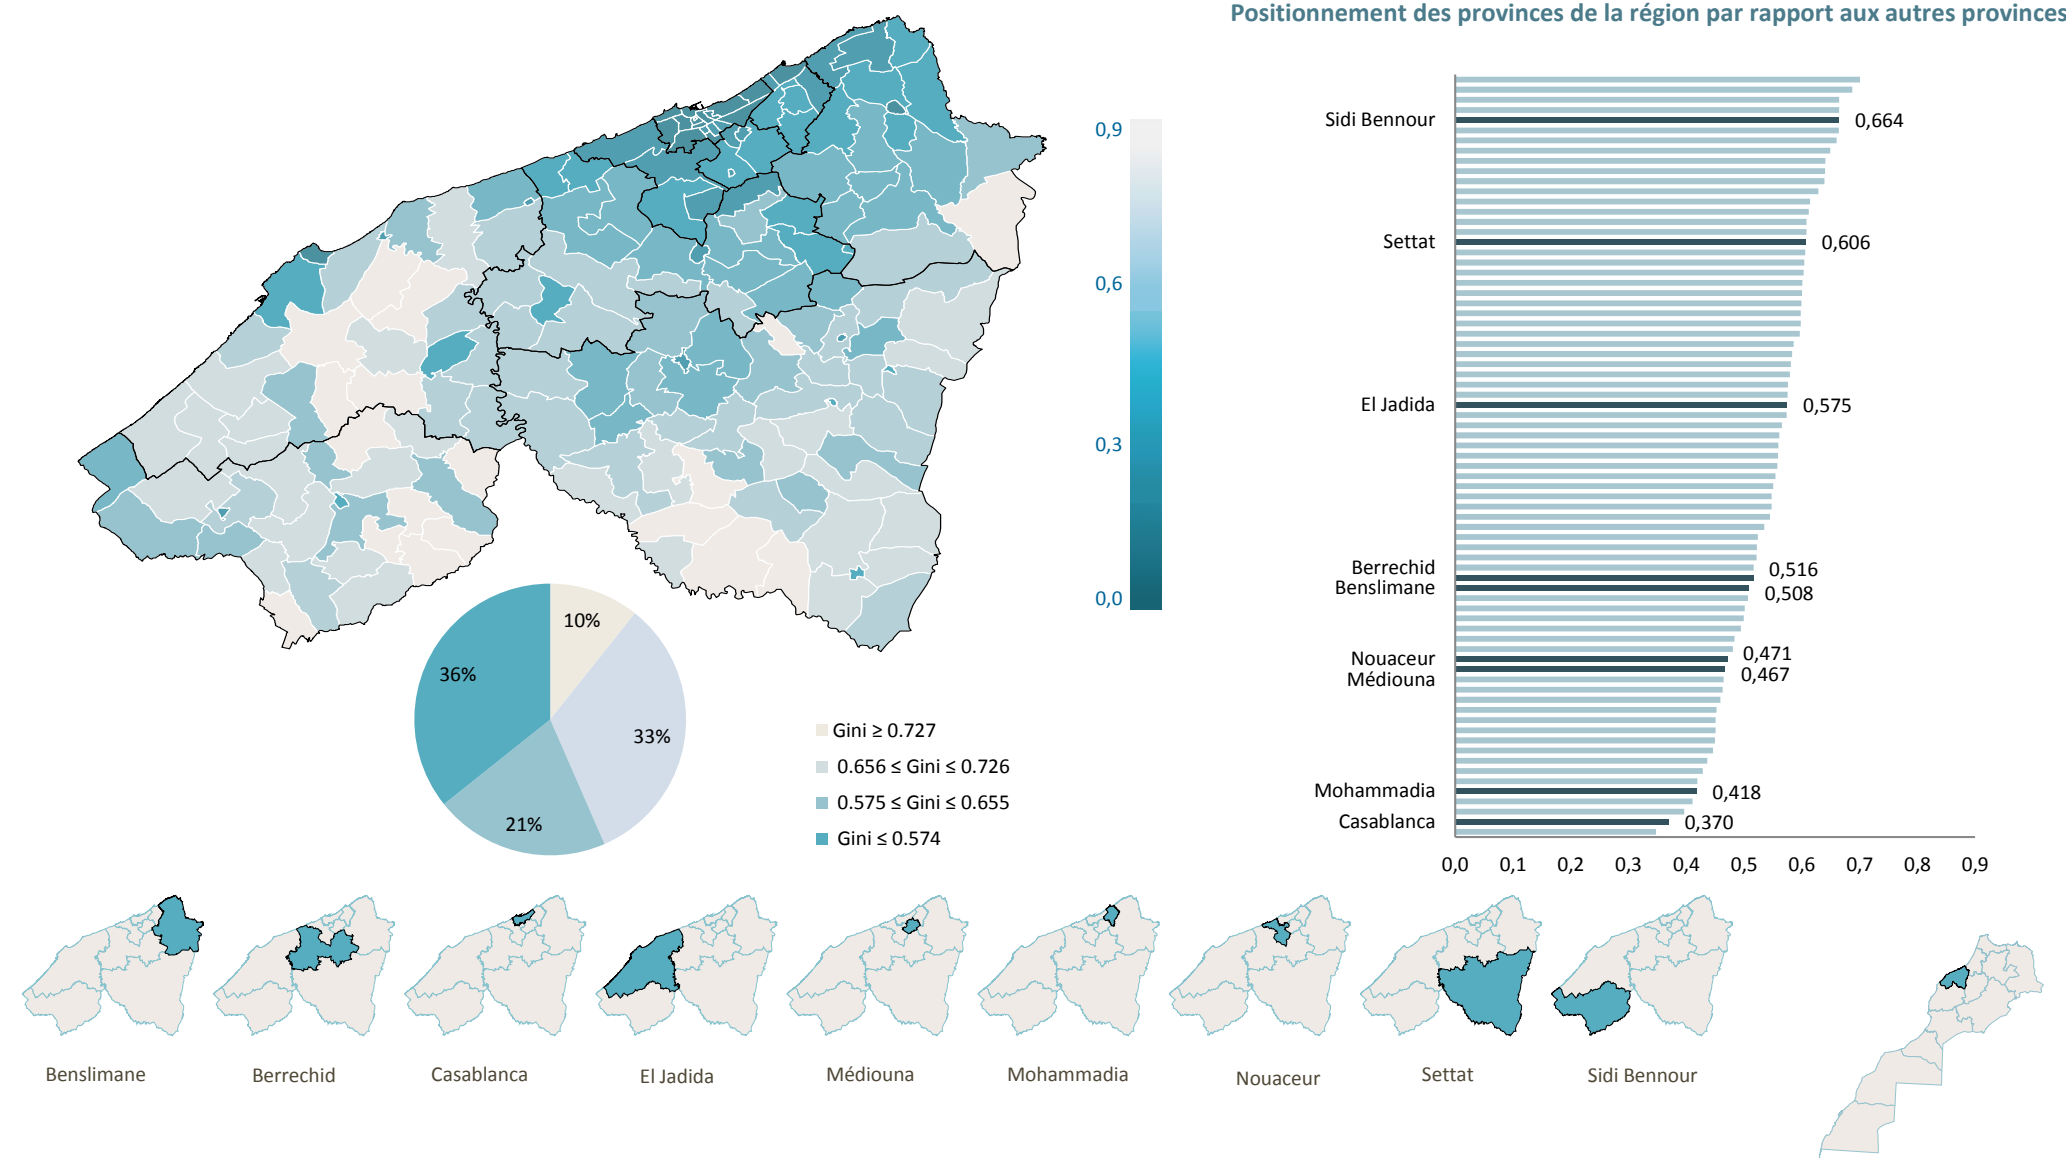 Positionnement des provinces de la région par rapport aux autres provinces
0,9
0,6
0,3
0,0
Sidi Bennour
0,664
Settat
0,606
El Jadida
0,575
Berrechid
0,516
Benslimane
0,508
Nouaceur
0,471
Médiouna
0,467
Mohammadia
0,418
Casablanca
0,370
0,0 0,1 0,2 0,3 0,4 0,5 0,6 0,7 0,8 0,9
10%
33%
21%
36%
Gini ≥ 0.727
0.656 ≤ Gini ≤ 0.726
0.575 ≤ Gini ≤ 0.655
Gini ≤ 0.574
Benslimane
Berrechid
Casablanca
El Jadida
Médiouna
Mohammadia
Nouaceur
Settat
Sidi Bennour